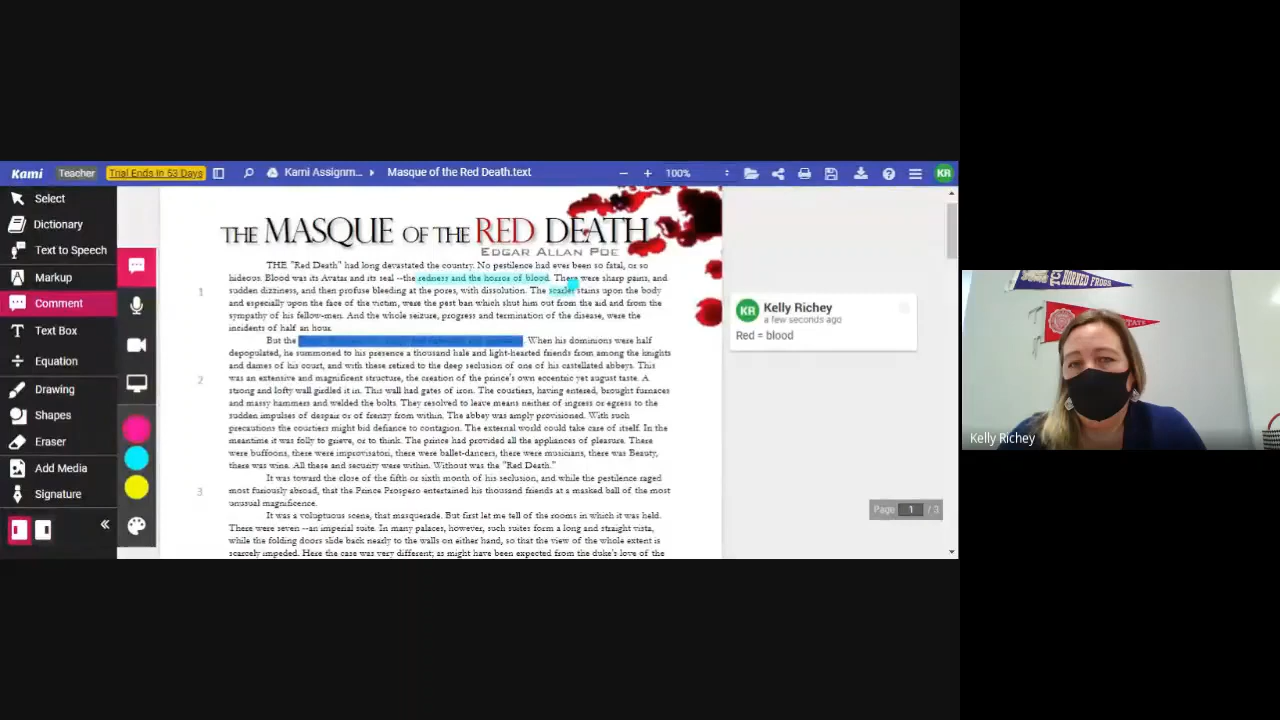 Kami Teacher Trial Ends In 53 Days Kami Assignm... Masque of the Red Death.text 100% KR
Select
Dictionary
Text to Speech
Markup
Comment
Text Box
Equation
Drawing
Shapes
Eraser
Add Media
Signature
THE MASQUE OF THE RED DEATH
EDGAR ALLAN POE
THE "Red Death" had long devastated the country. No pestilence had ever been so fatal, or so
hideous. Blood was its Avatar and its seal --the redness and the horror of blood. There were sharp pains, and
1
sudden dizziness, and then profuse bleeding at the pores, with dissolution. The scarlet stains upon the body
and especially upon the face of the victim, were the pest ban which shut him out from the aid and from the
sympathy of his fellow-men. And the whole seizure, progress and termination of the disease, were the
incidents of half an hour.
But the . When his dominions were half
depopulated, he summoned to his presence a thousand hale and light-hearted friends from among the knights
and dames of his court, and with these retired to the deep seclusion of one of his castellated abbeys. This
2
was an extensive and magnificent structure, the creation of the prince's own eccentric yet august taste. A
strong and lofty wall girdled it in. This wall had gates of iron. The courtiers, having entered, brought furnaces
and massy hammers and welded the bolts. They resolved to leave means neither of ingress or egress to the
sudden impulses of despair or of frenzy from within. The abbey was amply provisioned. With such
precautions the courtiers might bid defiance to contagion. The external world could take care of itself. In the
meantime it was folly to grieve, or to think. The prince had provided all the appliances of pleasure. There
were buffoons, there were improvisatori, there were ballet-dancers, there were musicians, there was Beauty,
there was wine. All these and security were within. Without was the "Red Death."
It was toward the close of the fifth or sixth month of his seclusion, and while the pestilence raged
3
most furiously abroad, that the Prince Prospero entertained his thousand friends at a masked ball of the most
unusual magnificence.
It was a voluptuous scene, that masquerade. But first let me tell of the rooms in which it was held.
There were seven --an imperial suite. In many palaces, however, such suites form a long and straight vista,
while the folding doors slide back nearly to the walls on either hand, so that the view of the whole extent is
scarcely impeded. Here the case was very different; as might have been expected from the duke's love of the
KR Kelly Richey
a few seconds ago
Red = blood
Page 1 / 3
HORNED FROGS
STATE
Kelly Richey